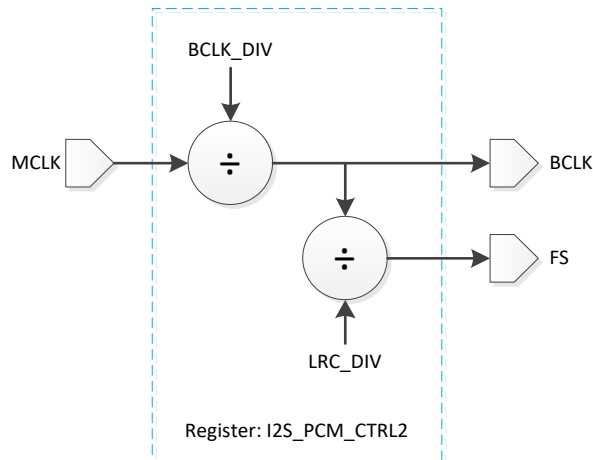 BCLK_DIV
MCLK
÷
BCLK
÷
FS
LRC_DIV
Register: I2S_PCM_CTRL2